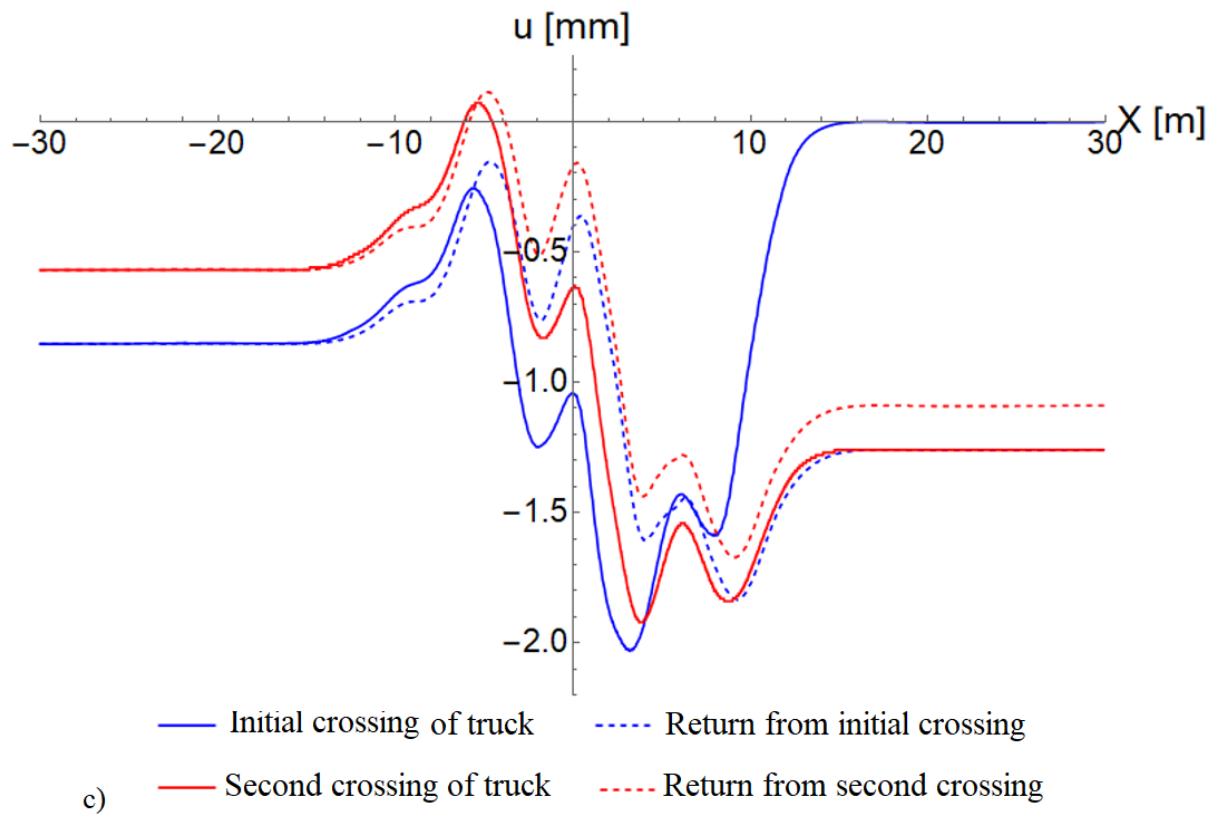 u [mm]
−30 −20 −10 10 20 30 X [m]
−0.5
−1.0
−1.5
−2.0
Initial crossing of truck Return from initial crossing
Second crossing of truck Return from second crossing
c)